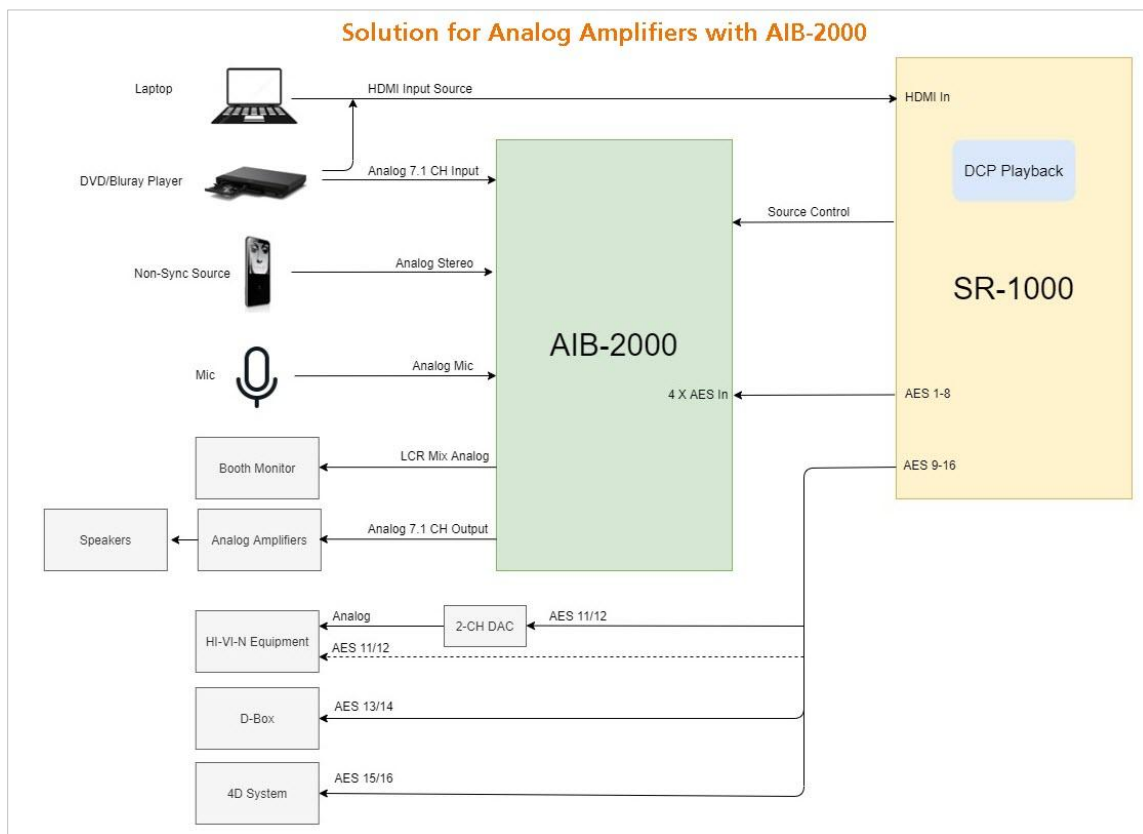 Solution for Analog Amplifiers with AIB-2000
Laptop
HDMI Input Source
HDMI In
DVD/Bluray Player
Analog 7.1 CH Input
DCP Playback
Source Control
Non-Sync Source
Analog Stereo
SR-1000
AIB-2000
Mic
Analog Mic
4 X AES In
AES 1-8
Booth Monitor
LCR Mix Analog
AES 9-16
Speakers
Analog Amplifiers
Analog 7.1 CH Output
HI-VI-N Equipment
Analog
2-CH DAC
AES 11/12
AES 11/12
D-Box
AES 13/14
4D System
AES 15/16